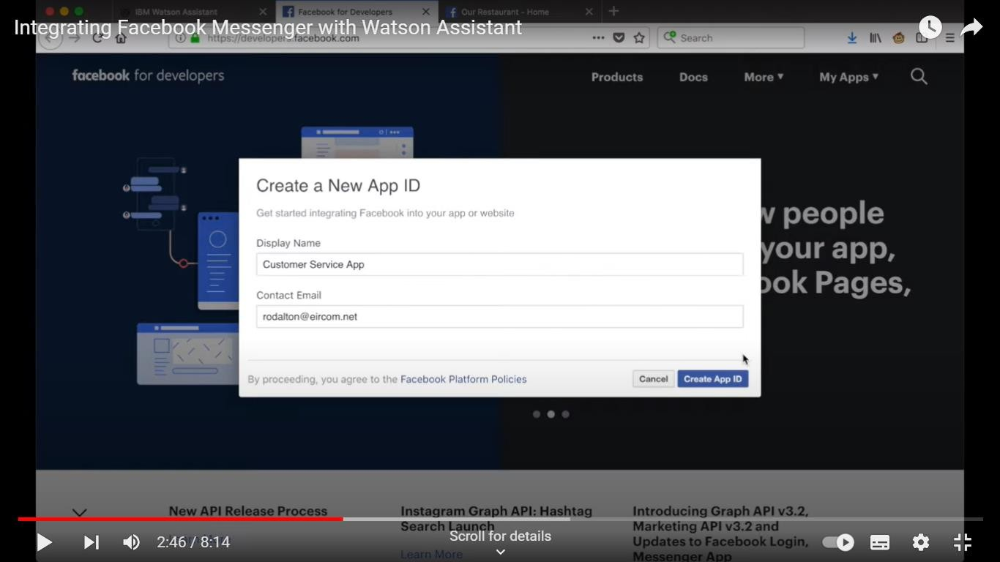 IBM Watson Assistant
Facebook for Developers
Our Restaurant - Home
Integrating Facebook Messenger with Watson Assistant
https://developers.facebook.com
Search
facebook for developers
Products
Docs
More
My Apps
w people
your app,
ook Pages,
Create a New App ID
Get started integrating Facebook into your app or website
Display Name
Customer Service App
Contact Email
rodalton@eircom.net
By proceeding, you agree to the Facebook Platform Policies
Cancel
Create App ID
New API Release Process
Instagram Graph API: Hashtag
Search Launch
Learn More
Introducing Graph API v3.2,
Marketing API v3.2 and
Updates to Facebook Login,
Messenger App
2:46 / 8:14
Scroll for details